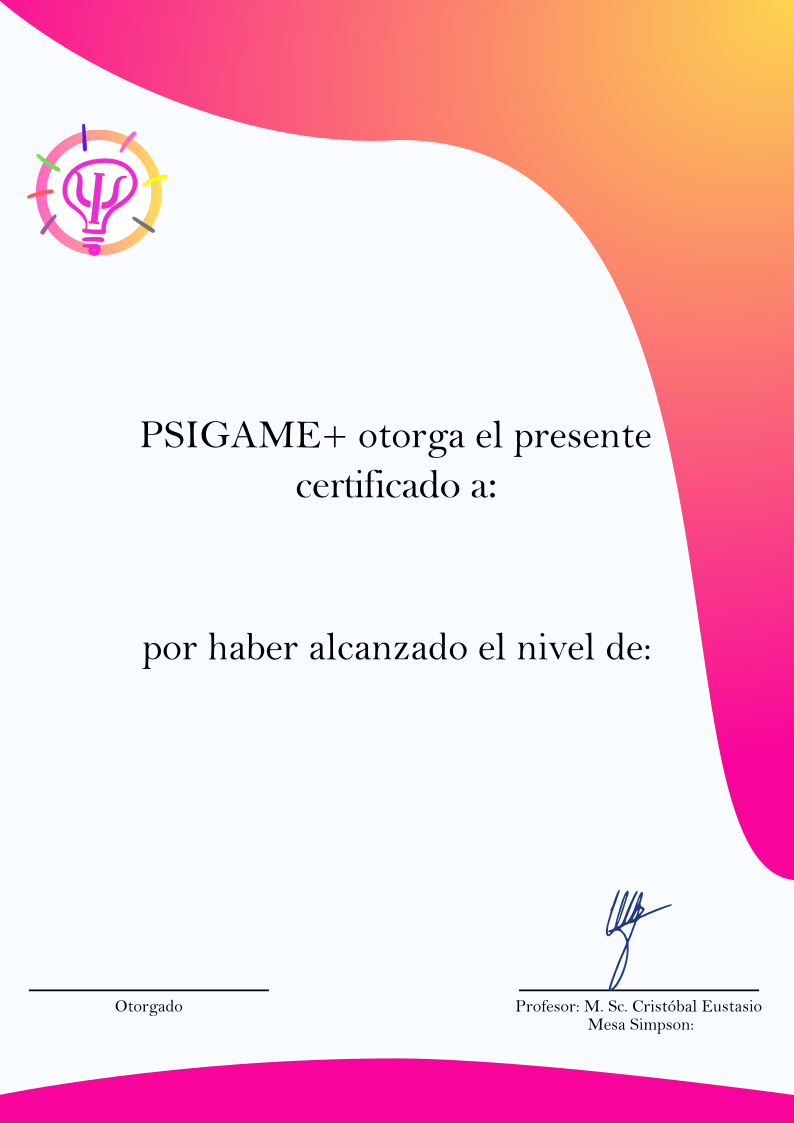 PSIGAME+ otorga el presente
certificado a:
por haber alcanzado el nivel de:
Otorgado
Profesor: M. Sc. Cristóbal Eustasio
Mesa Simpson: